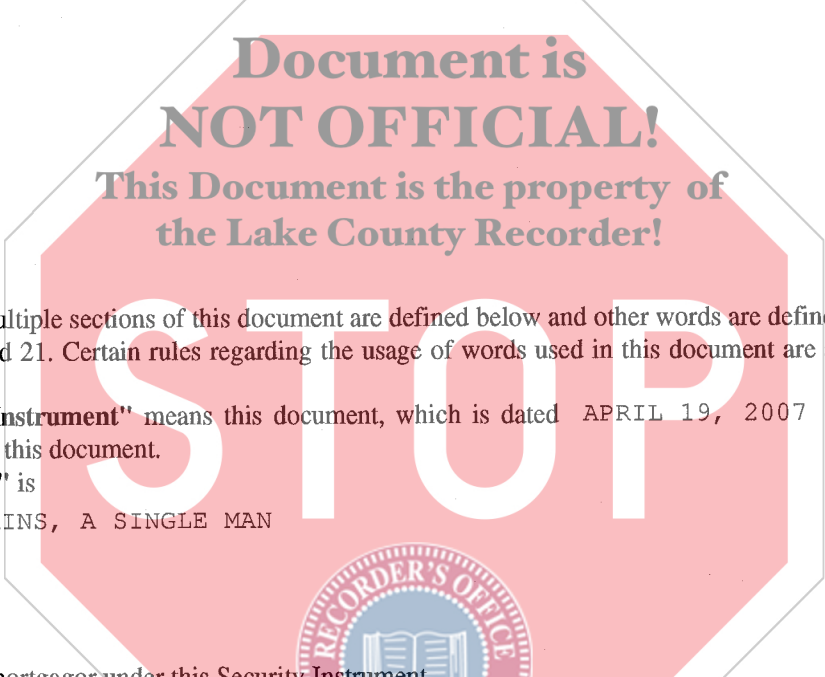 Document is
NOT OFFICIAL!
This Document is the property of
the Lake County Recorder!
ultiple sections of this document are defined below and other words are define
d 21. Certain rules regarding the usage of words used in this document are
nstrument" means this document, which is dated APRIL 19, 2007
this document.
" is
INS, A SINGLE MAN
STOP
RECORDER'S OFFICE
ortgagor under this Security Instrument